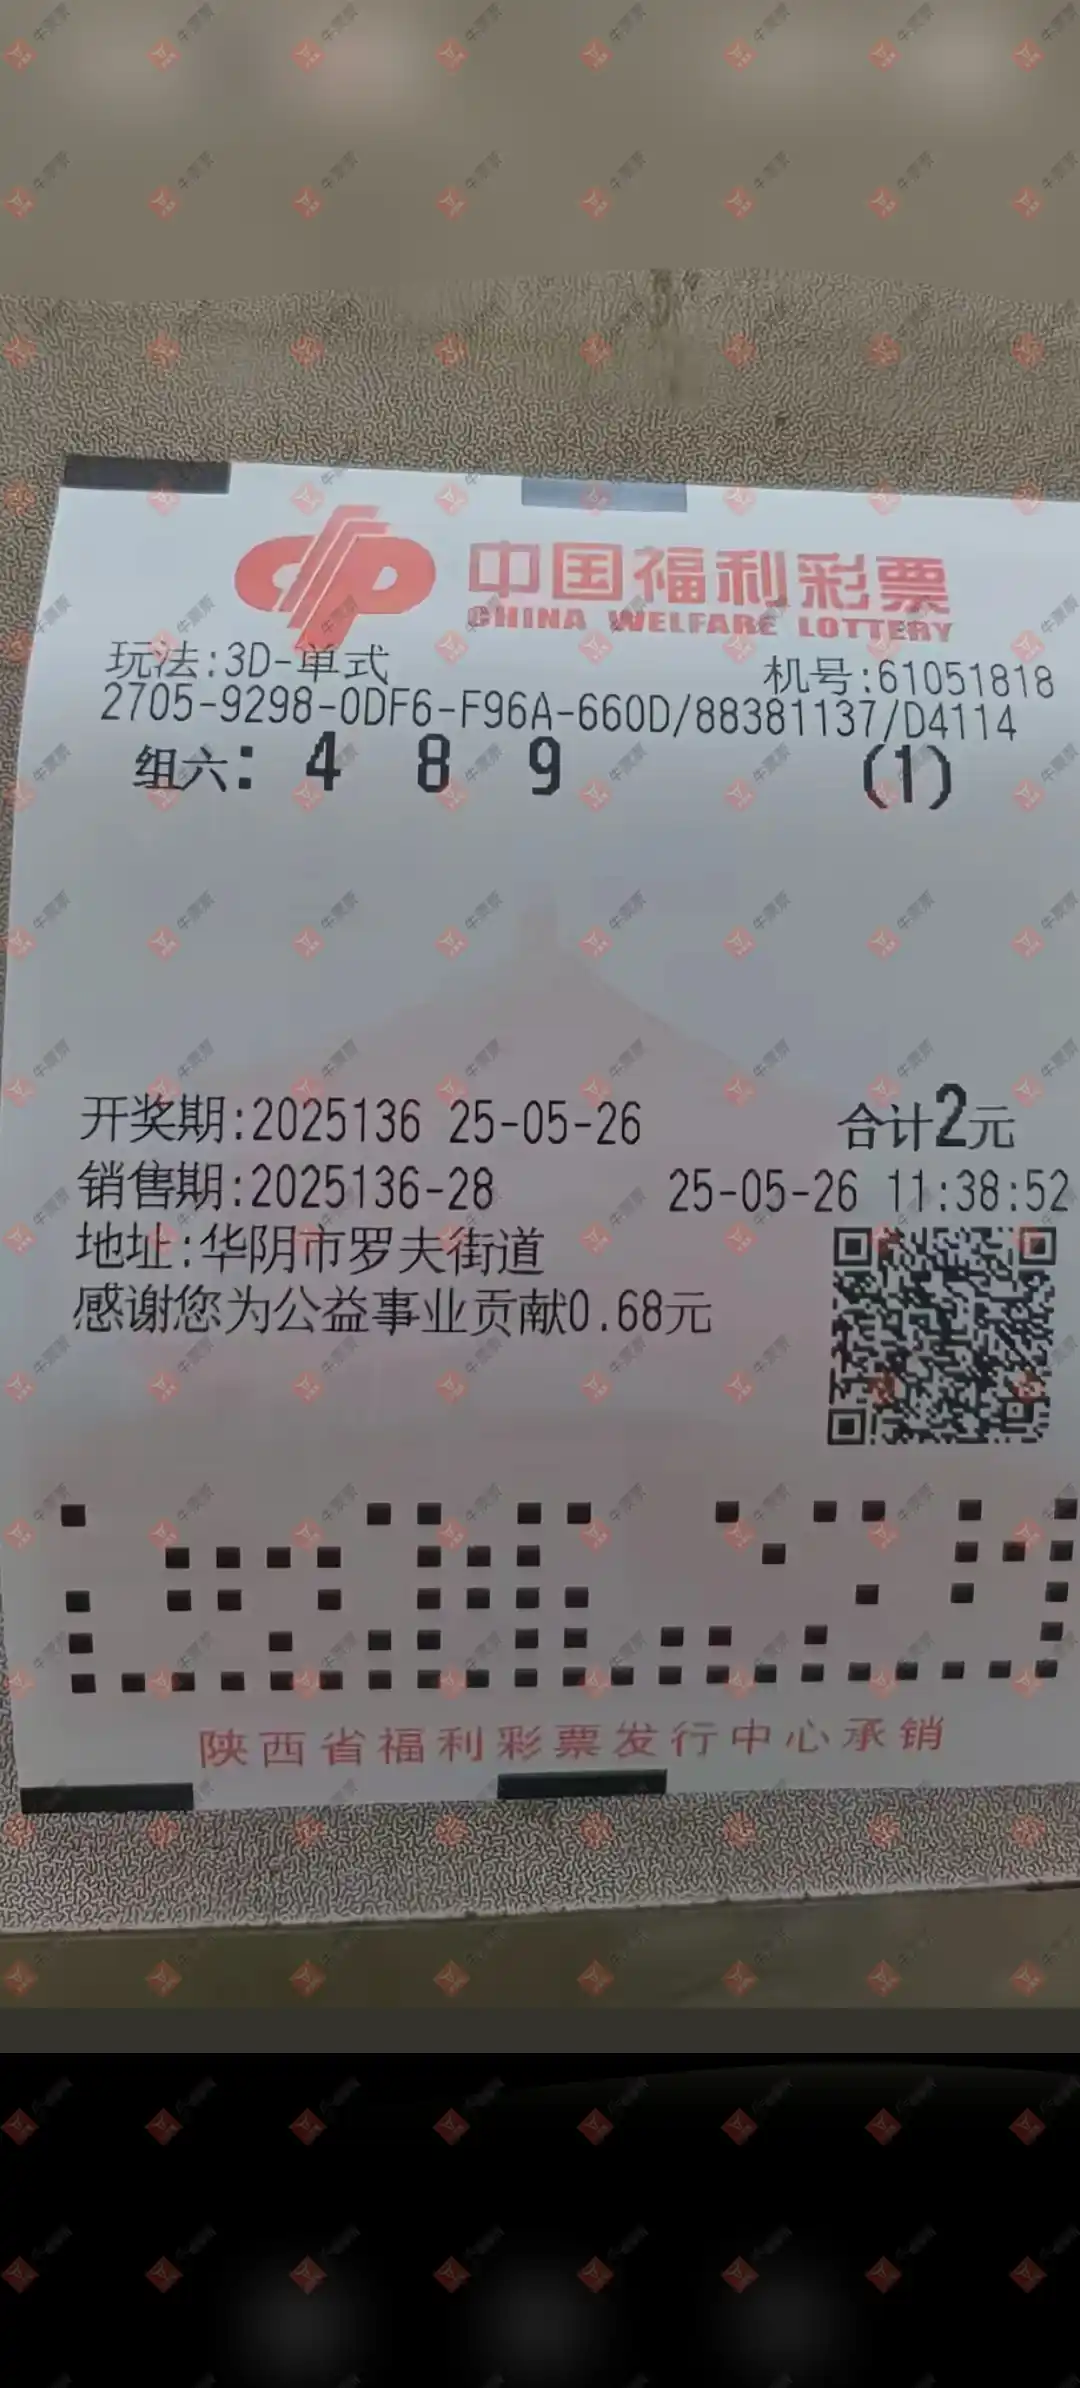 中国福利彩票
CHINA WELFARE LOTTERY
玩法:3D-单式
机号:61051818
2705-9298-0DF6-F96A-660D/88381137/D4114
组六: 4 8 9 (1)
开奖期:2025136 25-05-26 合计2元
销售期:2025136-28 25-05-26 11:38:52
地址:华阴市罗夫街道
感谢您为公益事业贡献0.68元
陕西省福利彩票发行中心承销